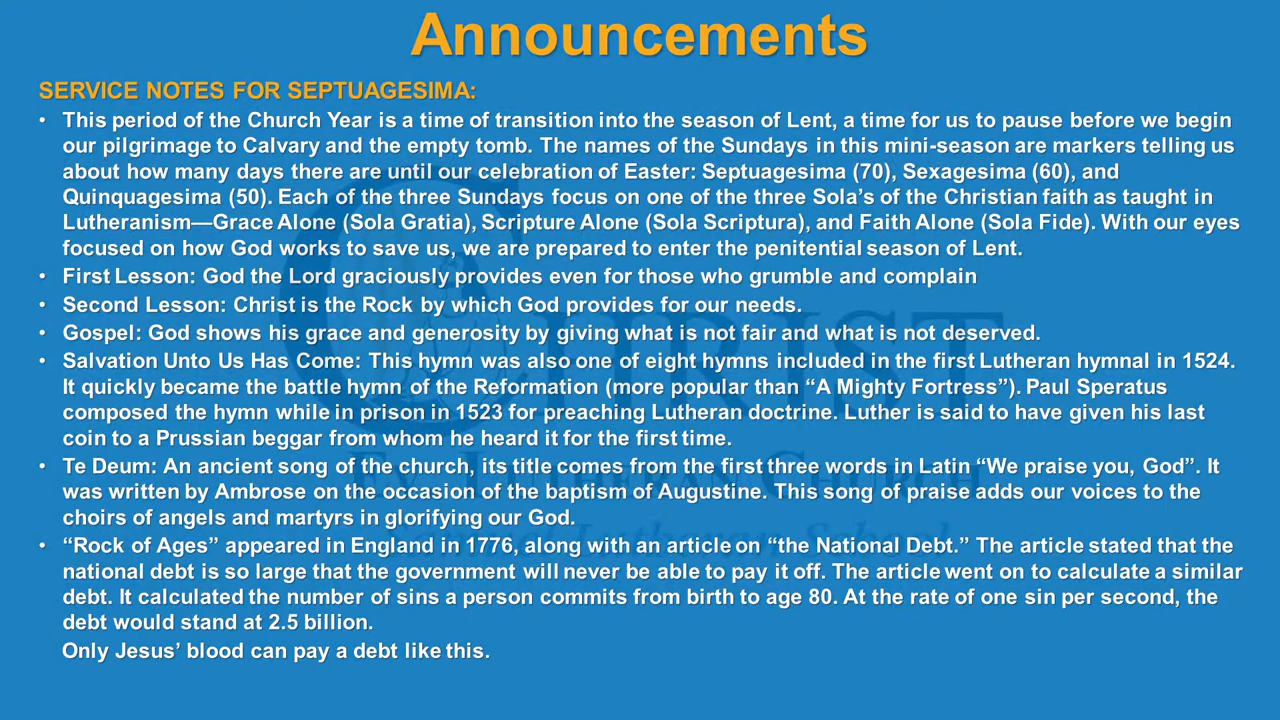 Announcements
SERVICE NOTES FOR SEPTUAGESIMA:
• This period of the Church Year is a time of transition into the season of Lent, a time for us to pause before we begin
our pilgrimage to Calvary and the empty tomb. The names of the Sundays in this mini-season are markers telling us
about how many days there are until our celebration of Easter: Septuagesima (70), Sexagesima (60), and
Quinquagesima (50). Each of the three Sundays focus on one of the three Sola’s of the Christian faith as taught in
Lutheranism—Grace Alone (Sola Gratia), Scripture Alone (Sola Scriptura), and Faith Alone (Sola Fide). With our eyes
focused on how God works to save us, we are prepared to enter the penitential season of Lent.
• First Lesson: God the Lord graciously provides even for those who grumble and complain
• Second Lesson: Christ is the Rock by which God provides for our needs.
• Gospel: God shows his grace and generosity by giving what is not fair and what is not deserved.
• Salvation Unto Us Has Come: This hymn was also one of eight hymns included in the first Lutheran hymnal in 1524.
It quickly became the battle hymn of the Reformation (more popular than “A Mighty Fortress”). Paul Speratus
composed the hymn while in prison in 1523 for preaching Lutheran doctrine. Luther is said to have given his last
coin to a Prussian beggar from whom he heard it for the first time.
• Te Deum: An ancient song of the church, its title comes from the first three words in Latin “We praise you, God”. It
was written by Ambrose on the occasion of the baptism of Augustine. This song of praise adds our voices to the
choirs of angels and martyrs in glorifying our God.
• “Rock of Ages” appeared in England in 1776, along with an article on “the National Debt.” The article stated that the
national debt is so large that the government will never be able to pay it off. The article went on to calculate a similar
debt. It calculated the number of sins a person commits from birth to age 80. At the rate of one sin per second, the
debt would stand at 2.5 billion.
Only Jesus’ blood can pay a debt like this.
CHRIST
EV. LUTHERAN CHURCH